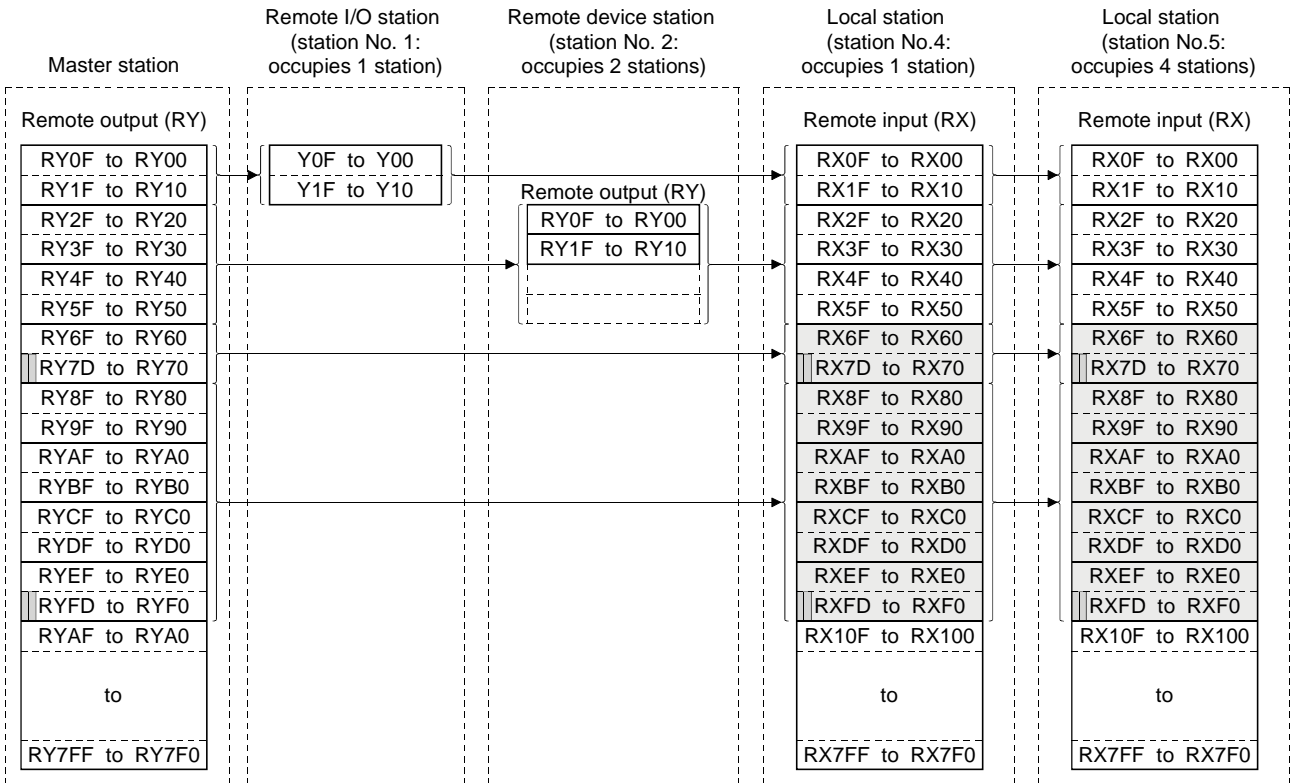 Master station
Remote I/O station
(station No. 1:
occupies 1 station)
Remote device station
(station No. 2:
occupies 2 stations)
Local station
(station No.4:
occupies 1 station)
Local station
(station No.5:
occupies 4 stations)
Remote output (RY)
RY0F to RY00
RY1F to RY10
RY2F to RY20
RY3F to RY30
RY4F to RY40
RY5F to RY50
RY6F to RY60
RY7D to RY70
RY8F to RY80
RY9F to RY90
RYAF to RYA0
RYBF to RYB0
RYCF to RYC0
RYDF to RYD0
RYEF to RYE0
RYFD to RYF0
RYAF to RYA0
to
RY7FF to RY7F0
Y0F to Y00
Y1F to Y10
Remote output (RY)
RY0F to RY00
RY1F to RY10
Remote input (RX)
RX0F to RX00
RX1F to RX10
RX2F to RX20
RX3F to RX30
RX4F to RX40
RX5F to RX50
RX6F to RX60
RX7D to RX70
RX8F to RX80
RX9F to RX90
RXAF to RXA0
RXBF to RXB0
RXCF to RXC0
RXDF to RXD0
RXEF to RXE0
RXFD to RXF0
RX10F to RX100
to
RX7FF to RX7F0
Remote input (RX)
RX0F to RX00
RX1F to RX10
RX2F to RX20
RX3F to RX30
RX4F to RX40
RX5F to RX50
RX6F to RX60
RX7D to RX70
RX8F to RX80
RX9F to RX90
RXAF to RXA0
RXBF to RXB0
RXCF to RXC0
RXDF to RXD0
RXEF to RXE0
RXFD to RXF0
RX10F to RX100
to
RX7FF to RX7F0